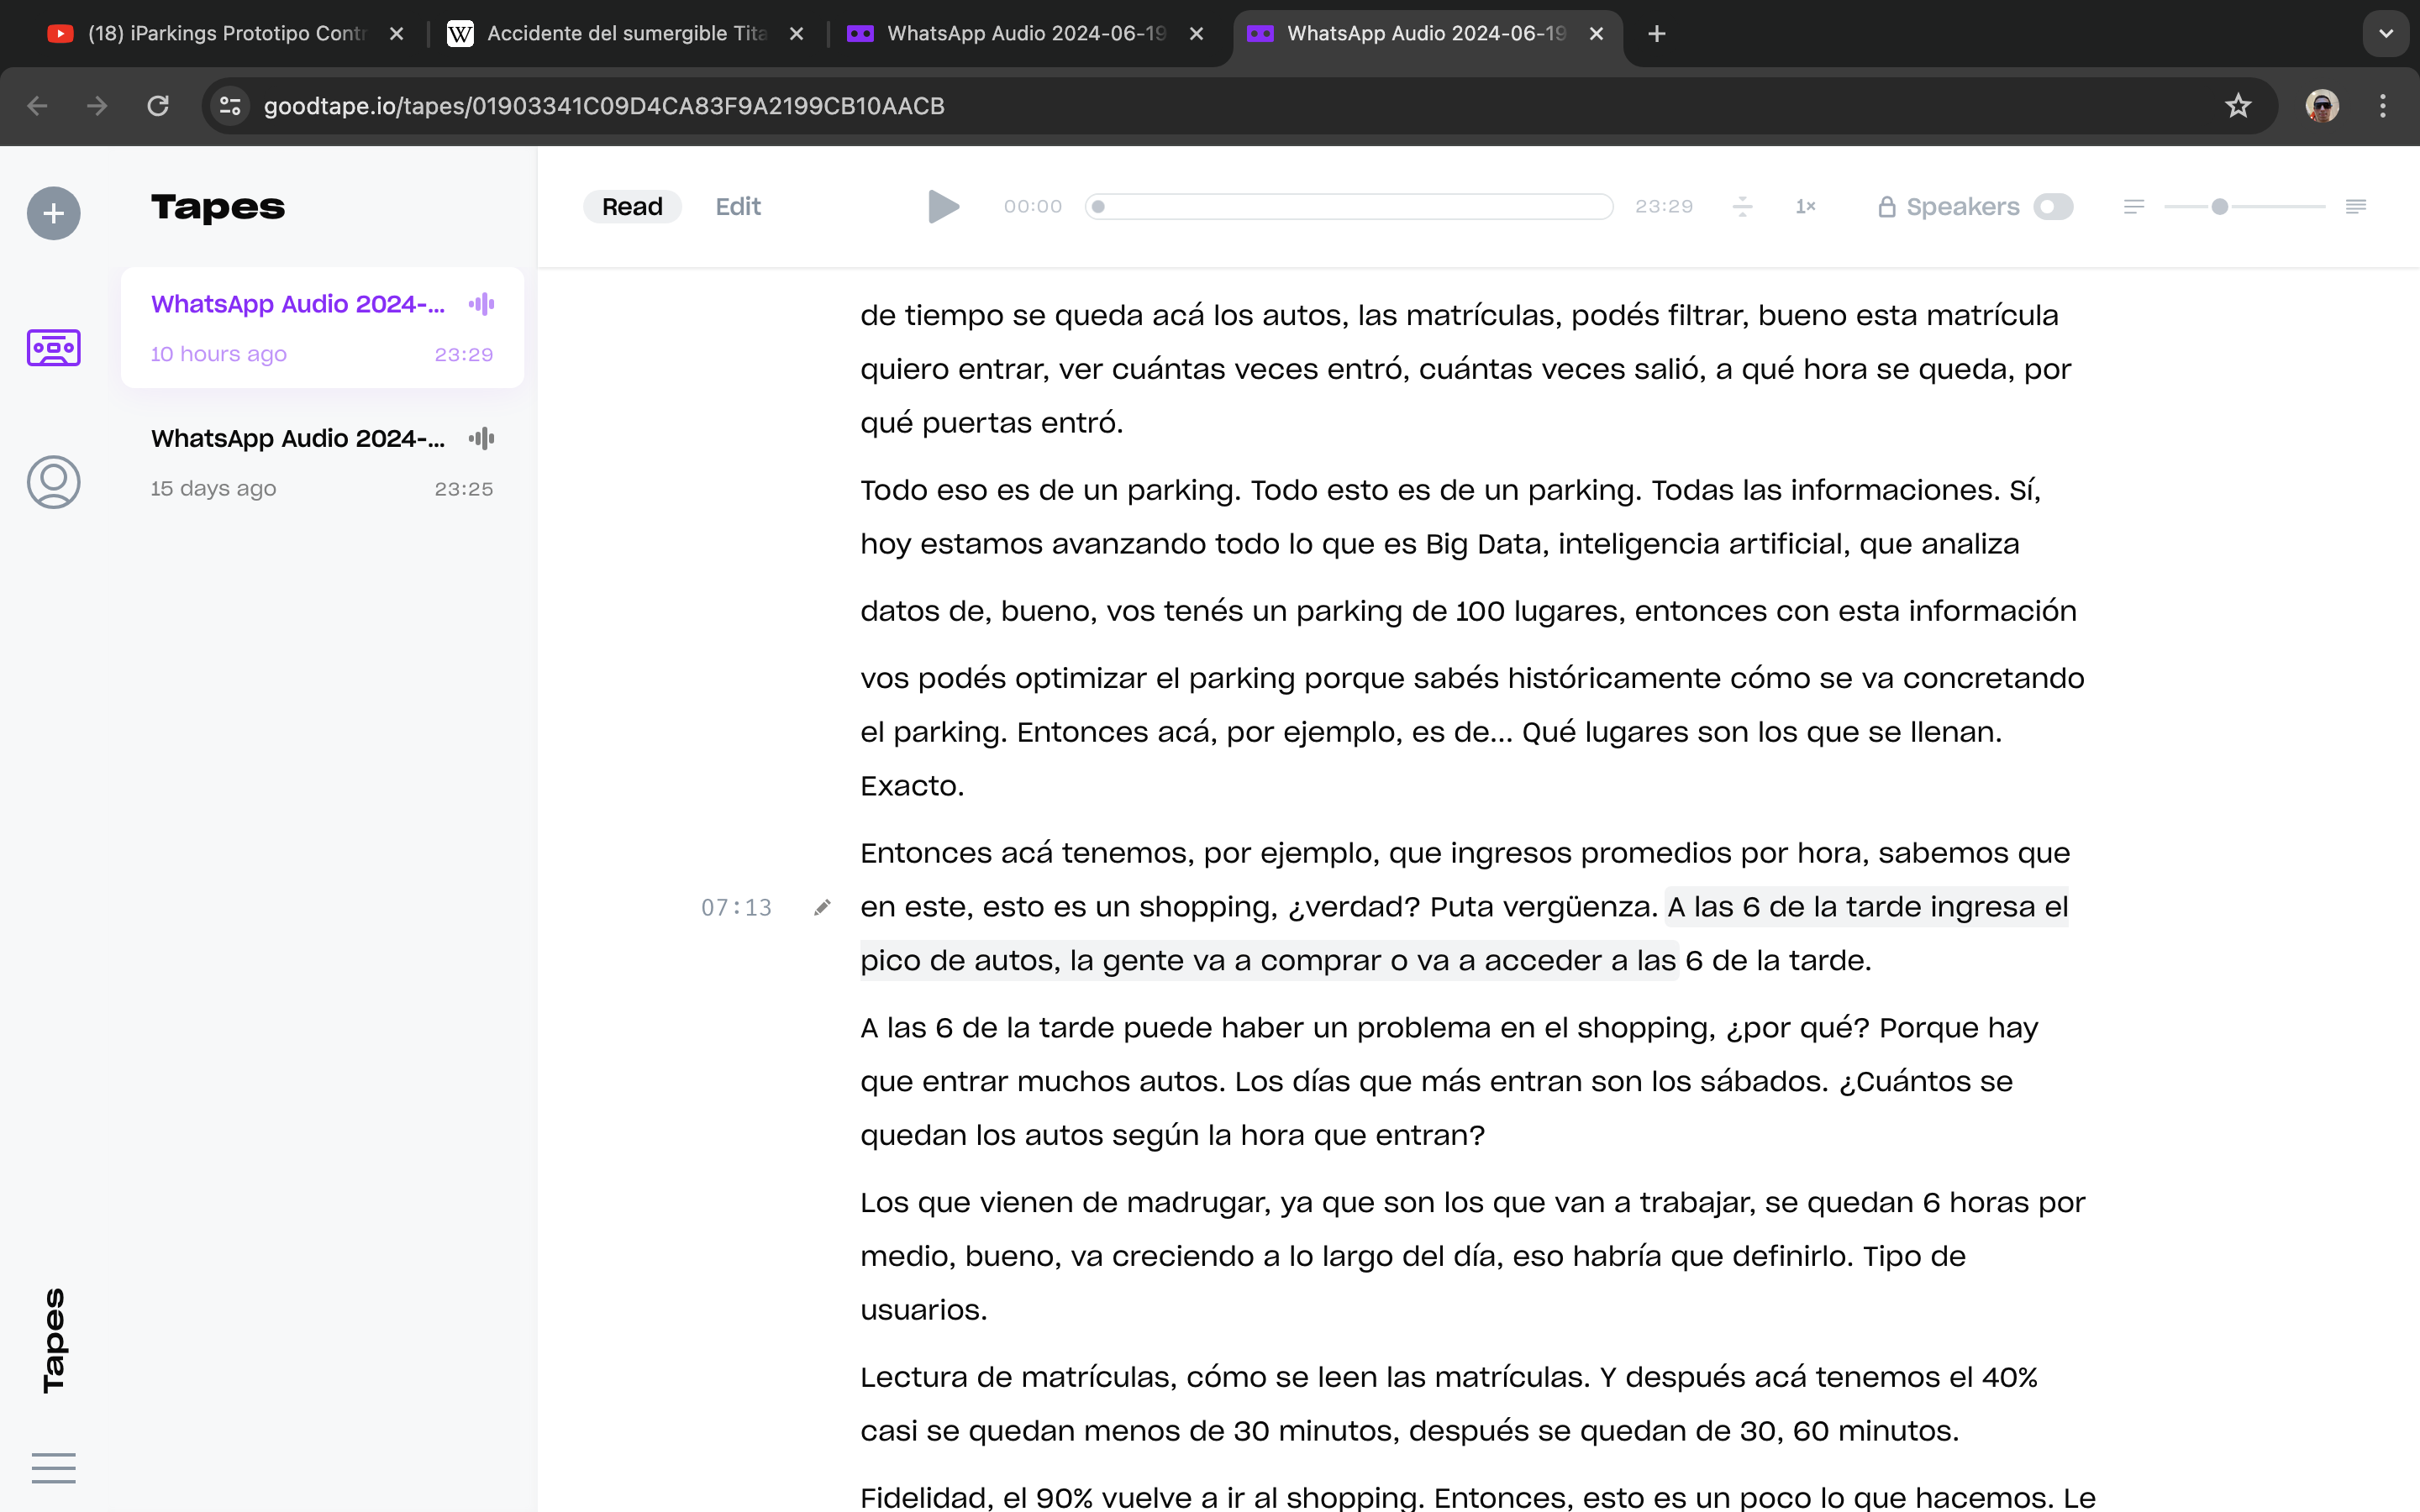 (18) iParkings Prototipo Contr
Accidente del sumergible Tita
WhatsApp Audio 2024-06-19
WhatsApp Audio 2024-06-19
goodtape.io/tapes/01903341C09D4CA83F9A2199CB10AACB
Tapes
WhatsApp Audio 2024-...
10 hours ago 23:29
WhatsApp Audio 2024-...
15 days ago 23:25
Tapes
Read Edit 00:00 23:29 1× Speakers
de tiempo se queda acá los autos, las matrículas, podés filtrar, bueno esta matrícula
quiero entrar, ver cuántas veces entró, cuántas veces salió, a qué hora se queda, por
qué puertas entró.
Todo eso es de un parking. Todo esto es de un parking. Todas las informaciones. Sí,
hoy estamos avanzando todo lo que es Big Data, inteligencia artificial, que analiza
datos de, bueno, vos tenés un parking de 100 lugares, entonces con esta información
vos podés optimizar el parking porque sabés históricamente cómo se va concretando
el parking. Entonces acá, por ejemplo, es de... Qué lugares son los que se llenan.
Exacto.
Entonces acá tenemos, por ejemplo, que ingresos promedios por hora, sabemos que
07:13 en este, esto es un shopping, ¿verdad? Puta vergüenza. A las 6 de la tarde ingresa el
pico de autos, la gente va a comprar o va a acceder a las 6 de la tarde.
A las 6 de la tarde puede haber un problema en el shopping, ¿por qué? Porque hay
que entrar muchos autos. Los días que más entran son los sábados. ¿Cuántos se
quedan los autos según la hora que entran?
Los que vienen de madrugar, ya que son los que van a trabajar, se quedan 6 horas por
medio, bueno, va creciendo a lo largo del día, eso habría que definirlo. Tipo de
usuarios.
Lectura de matrículas, cómo se leen las matrículas. Y después acá tenemos el 40%
casi se quedan menos de 30 minutos, después se quedan de 30, 60 minutos.
Fidelidad, el 90% vuelve a ir al shopping. Entonces, esto es un poco lo que hacemos. Le